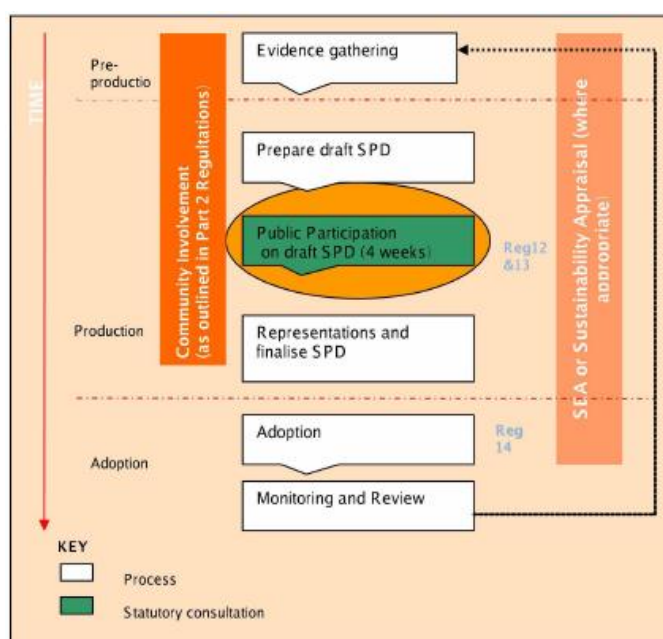 TIME
Pre-
productio
Community Involvement
(as outlined in Part 2 Regultations)
Evidence gathering
Prepare draft SPD
Public Participation
on draft SPD (4 weeks)
Reg12
&13
SEA or Sustainability Appraisal (where
appropriate)
Production
Representations and
finalise SPD
Adoption
Adoption
Reg
14
Monitoring and Review
KEY
Process
Statutory consultation